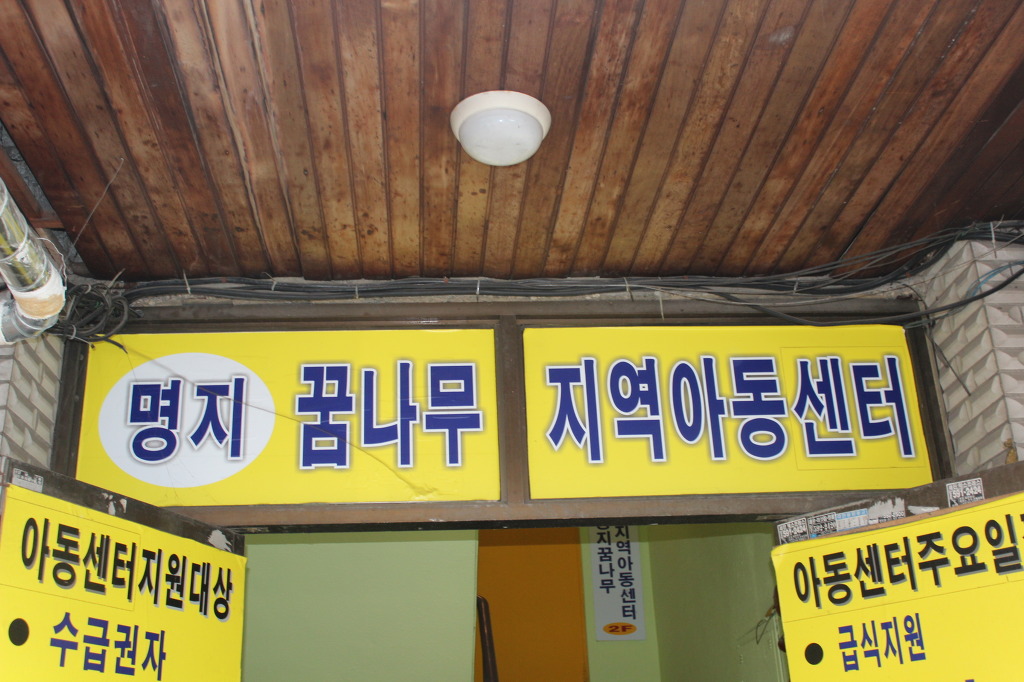 명지 꿈나무 지역아동센터
아동센터지원대상
● 수급권자
지역아동센터
명지꿈나무
2F
아동센터주요일
● 급식지원
591-2424